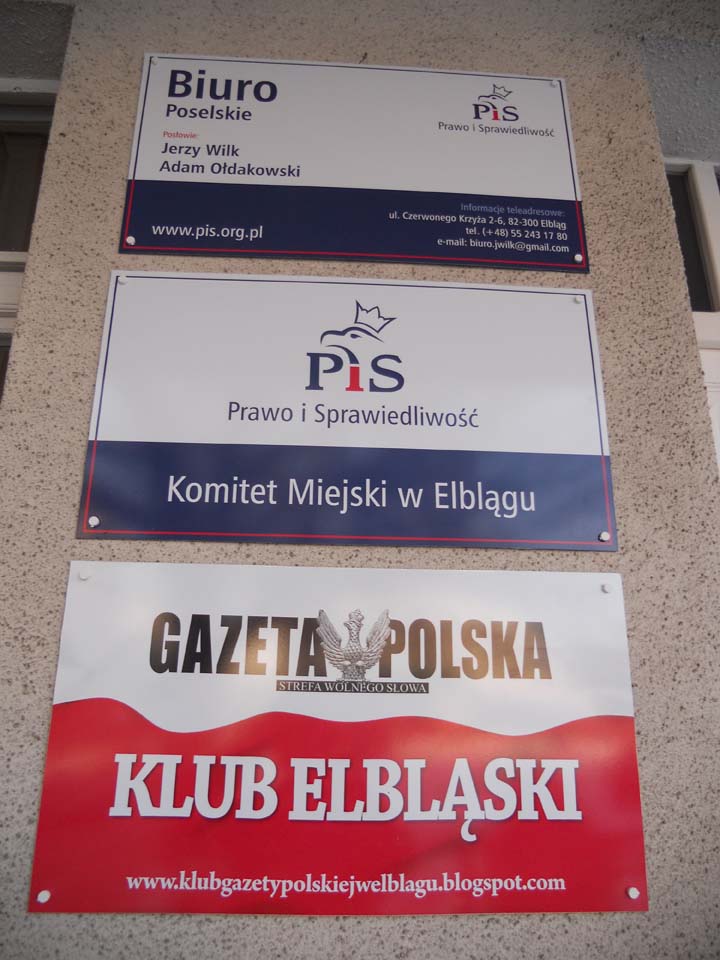 Biuro
Poselskie
Posłowie:
Jerzy Wilk
Adam Ołdakowski
PiS
Prawo i Sprawiedliwość
www.pis.org.pl
Informacje teleadresowe:
ul. Czerwonego Krzyża 2-6, 82-300 Elbląg
tel. (+48) 55 243 17 80
e-mail: biuro.jwilk@gmail.com
PiS
Prawo i Sprawiedliwość
Komitet Miejski w Elblągu
GAZETA POLSKA
STREFA WOLNEGO SŁOWA
KLUB ELBLĄSKI
www.klubgazetypolskiejwelblagu.blogspot.com